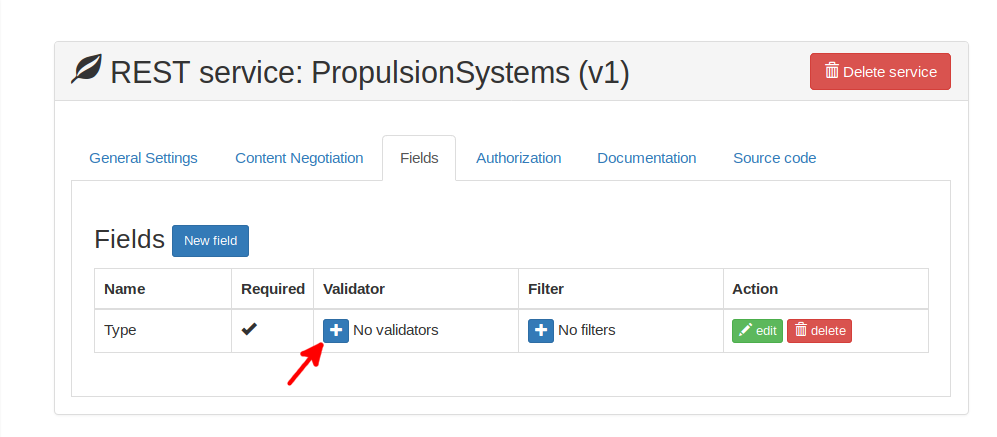 REST service: PropulsionSystems (v1) Delete service
General Settings Content Negotiation Fields Authorization Documentation Source code
Fields New field
Name Required Validator Filter Action
Type No validators No filters edit delete